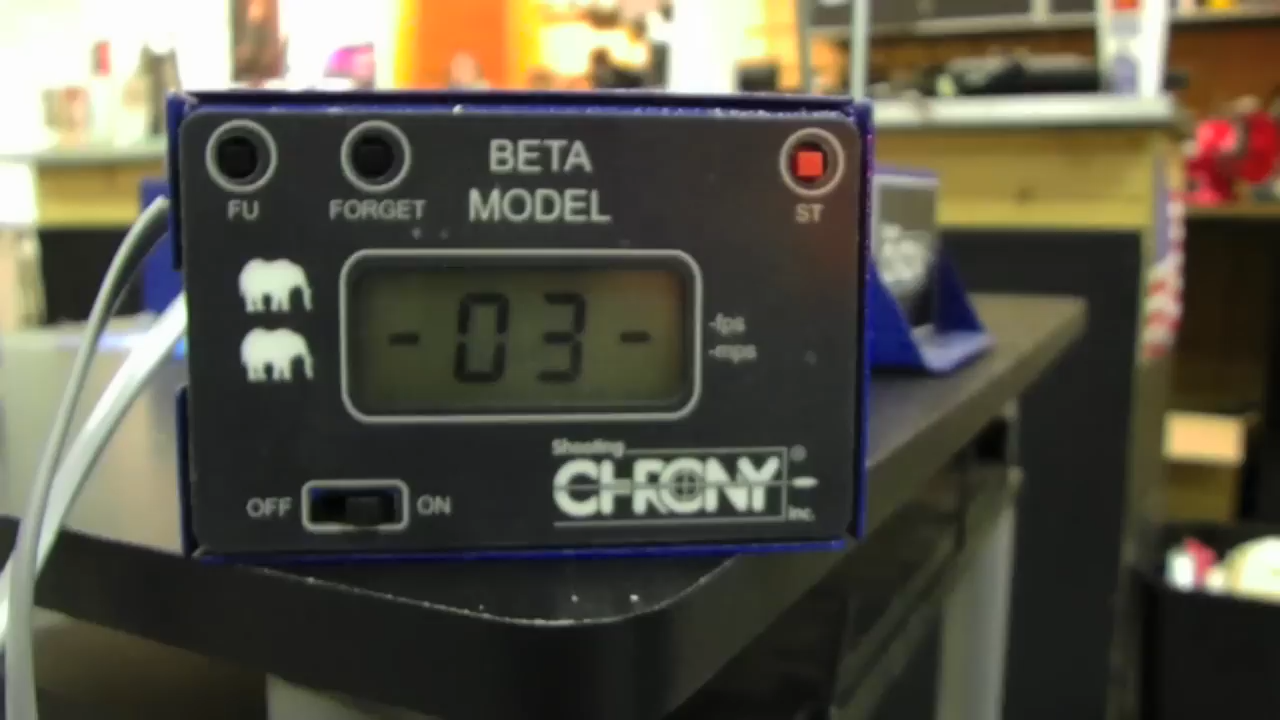 BETA
MODEL
FU
FORGET
ST
- 03 -
-fps
-mps
OFF
ON
Shooting
CHRONY ®
Inc.